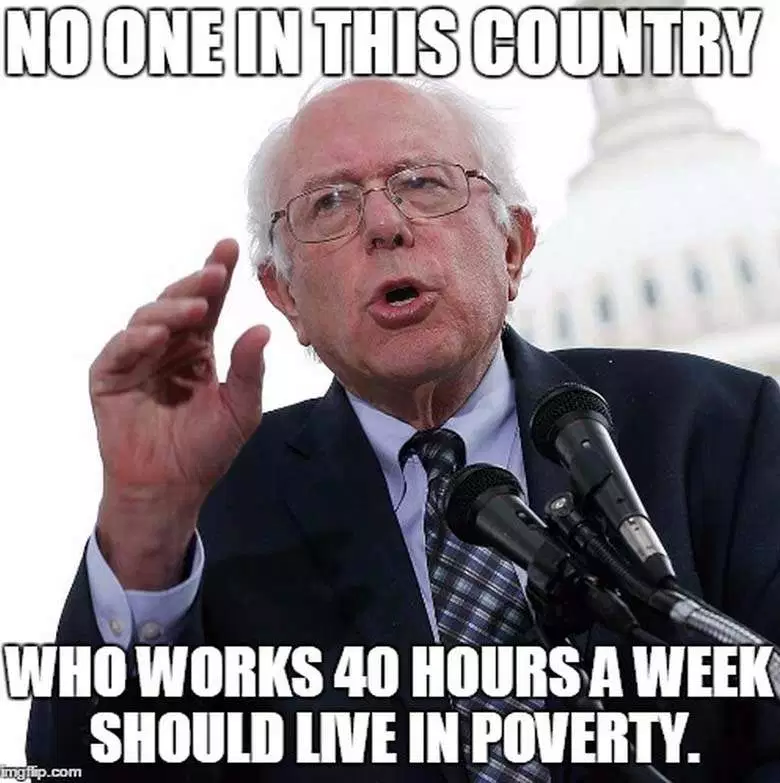 NO ONE IN THIS COUNTRY
WHO WORKS 40 HOURS A WEEK
SHOULD LIVE IN POVERTY.
imgflip.com